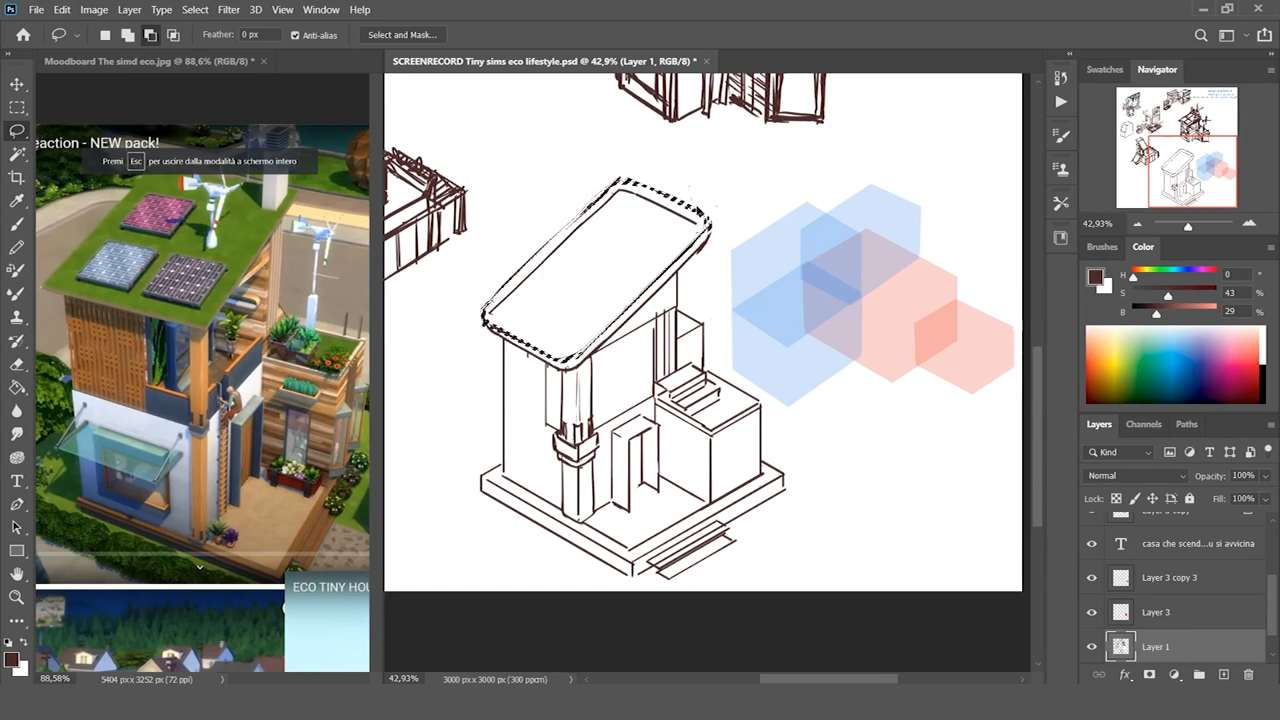 Ps File Edit Image Layer Type Select Filter 3D View Window Help
Feather: 0 px Anti-alias Select and Mask...
Moodboard The simd eco.jpg @ 88,6% (RGB/8) *
SCREENRECORD Tiny sims eco lifestyle.psd @ 42,9% (Layer 1, RGB/8) *
eaction - NEW pack!
Premi Esc per uscire dalla modalità a schermo intero
ECO TINY HOU
88,58% 5404 px x 3252 px (72 ppi)
42,93% 3000 px x 3000 px (300 ppcm)
Swatches Navigator
42,93%
Brushes Color
H 0 °
S 43 %
B 29 %
Layers Channels Paths
Kind
Normal Opacity: 100%
Lock: Fill: 100%
casa che scend...u si avvicina
Layer 3 copy 3
Layer 3
Layer 1